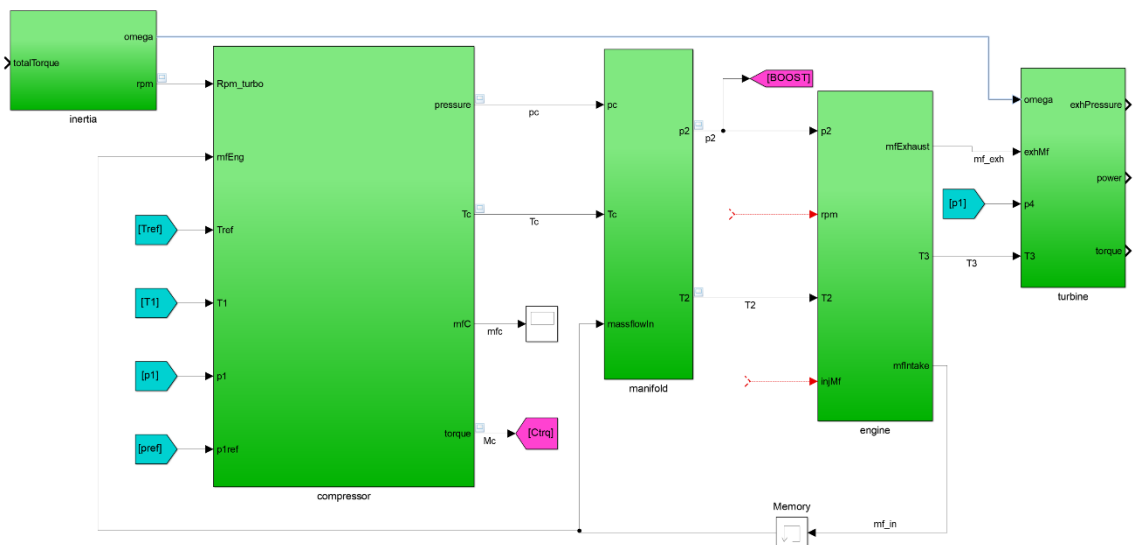 omega
totalTorque
rpm
inertia
Rpm_turbo
mfEng
[Tref]
Tref
[T1]
T1
[p1]
p1
[pref]
p1ref
pressure
pc
Tc
Tc
mfC
mfc
torque
Mc
[Ctrq]
compressor
pc
p2
p2
Tc
T2
T2
massflowIn
manifold
[BOOST]
p2
mfExhaust
mf_exh
rpm
T3
T3
T2
mfIntake
injMf
engine
omega
exhPressure
exhMf
power
[p1]
p4
torque
T3
turbine
Memory
mf_in